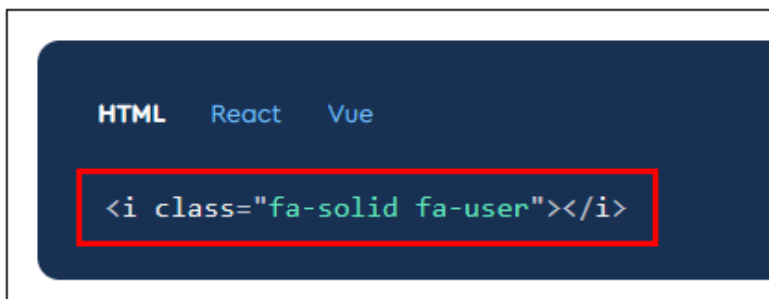 HTML React Vue
<i class="fa-solid fa-user"></i>